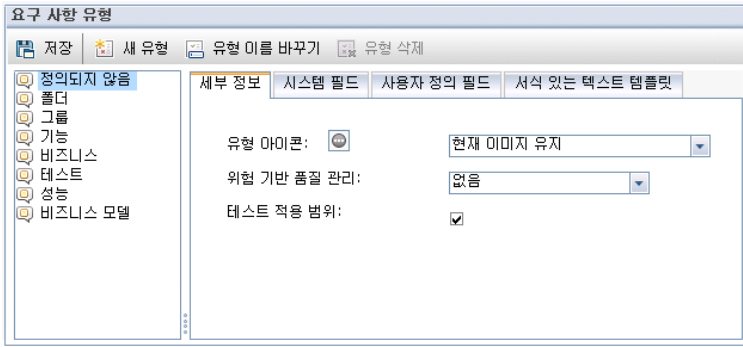 요구 사항 유형
저장 새 유형 유형 이름 바꾸기 유형 삭제
정의되지 않음
폴더
그룹
기능
비즈니스
테스트
성능
비즈니스 모델
세부 정보 시스템 필드 사용자 정의 필드 서식 있는 텍스트 템플릿
유형 아이콘: 현재 이미지 유지
위험 기반 품질 관리: 없음
테스트 적용 범위: